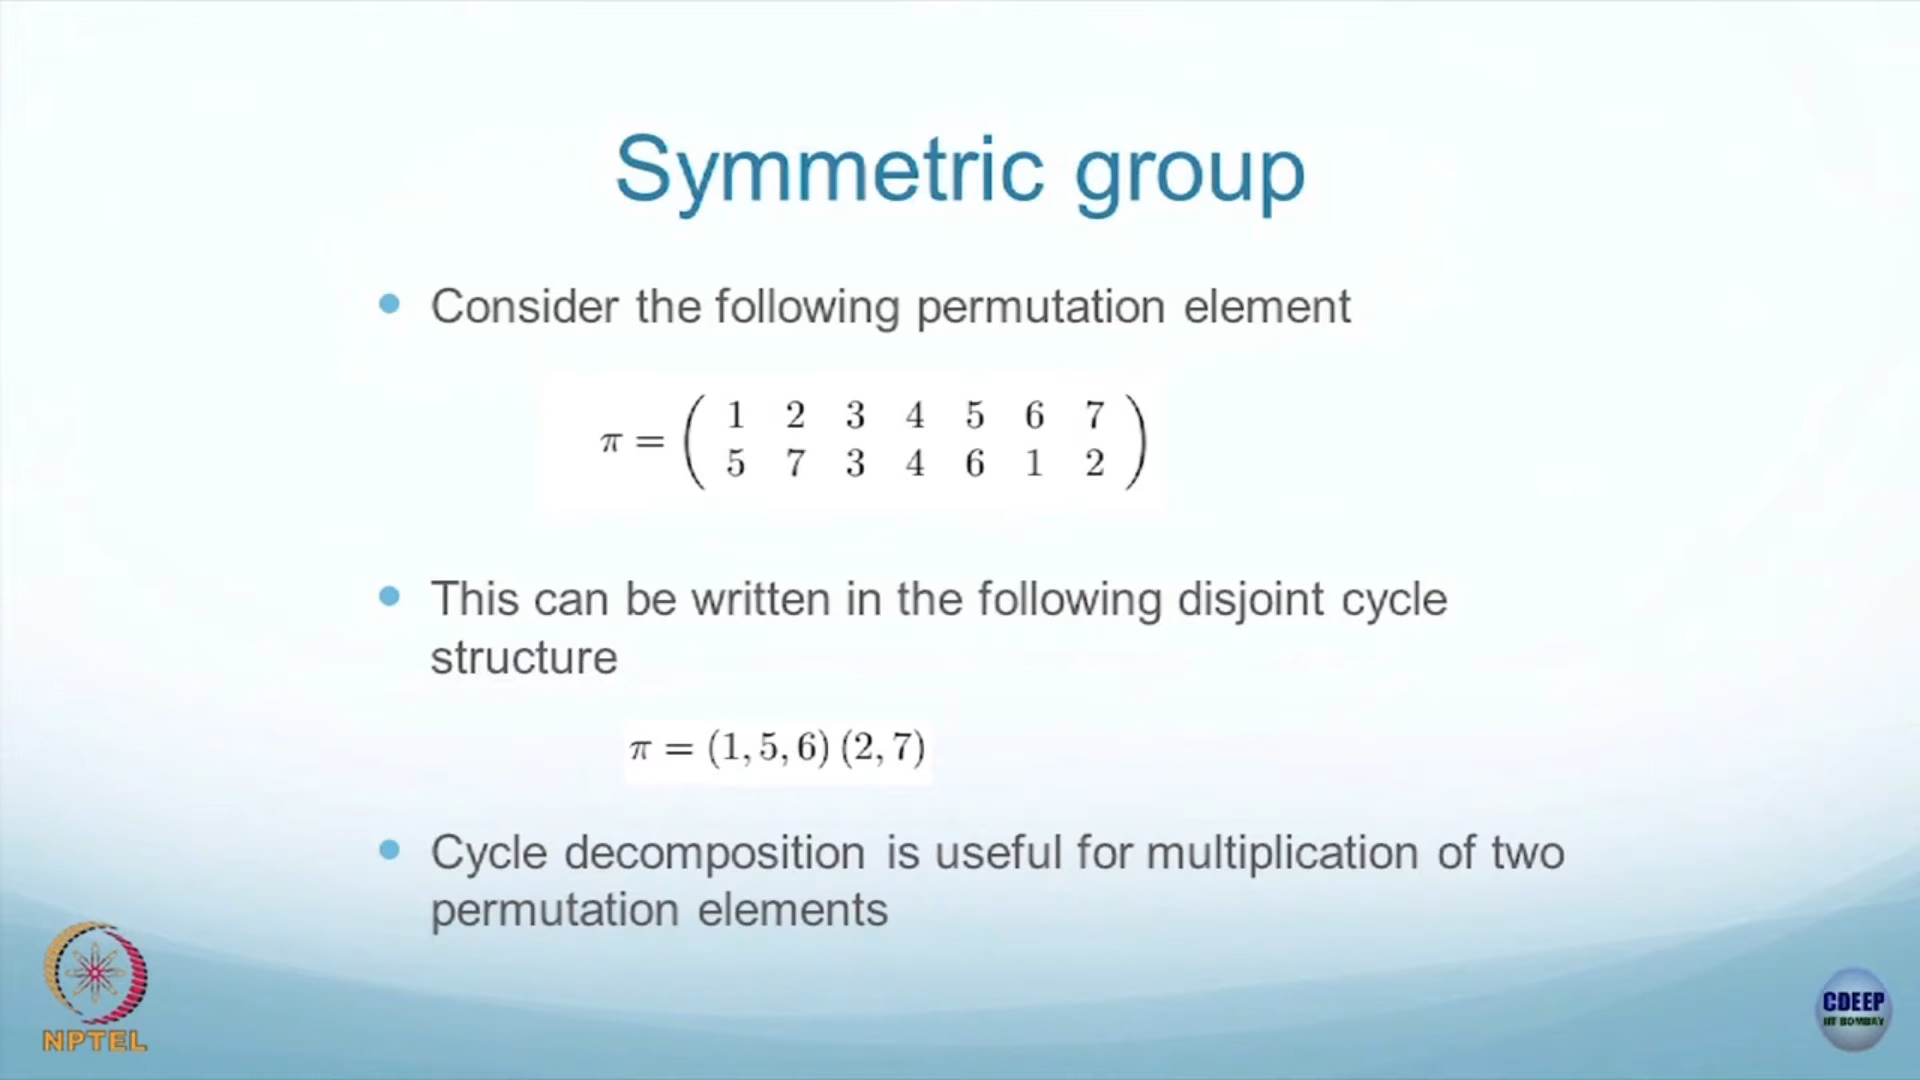 Symmetric group
• Consider the following permutation element
π = ( 1 2 3 4 5 6 7
5 7 3 4 6 1 2 )
• This can be written in the following disjoint cycle
structure
π = (1, 5, 6) (2, 7)
• Cycle decomposition is useful for multiplication of two
permutation elements
NPTEL
CDEEP
IIT BOMBAY